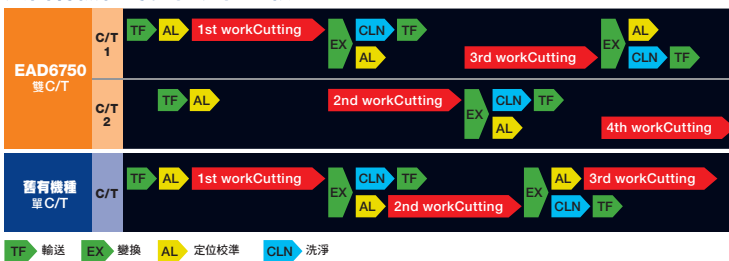 EAD6750
雙C/T
C/T
1
TF AL 1st workCutting EX CLN TF AL 3rd workCutting EX AL CLN TF
C/T
2
TF AL 2nd workCutting EX CLN TF AL 4th workCutting
舊有機種
單C/T
C/T
TF AL 1st workCutting EX CLN TF AL 2nd workCutting EX AL 3rd workCutting CLN TF
TF 輸送 EX 變換 AL 定位校準 CLN 洗淨